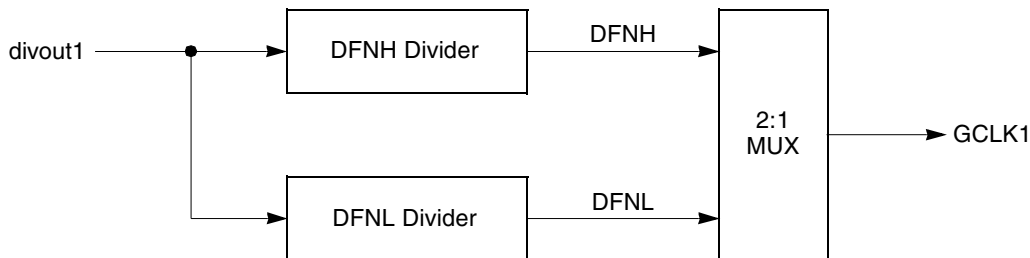 divout1
DFNH Divider
DFNH
2:1
MUX
GCLK1
DFNL Divider
DFNL